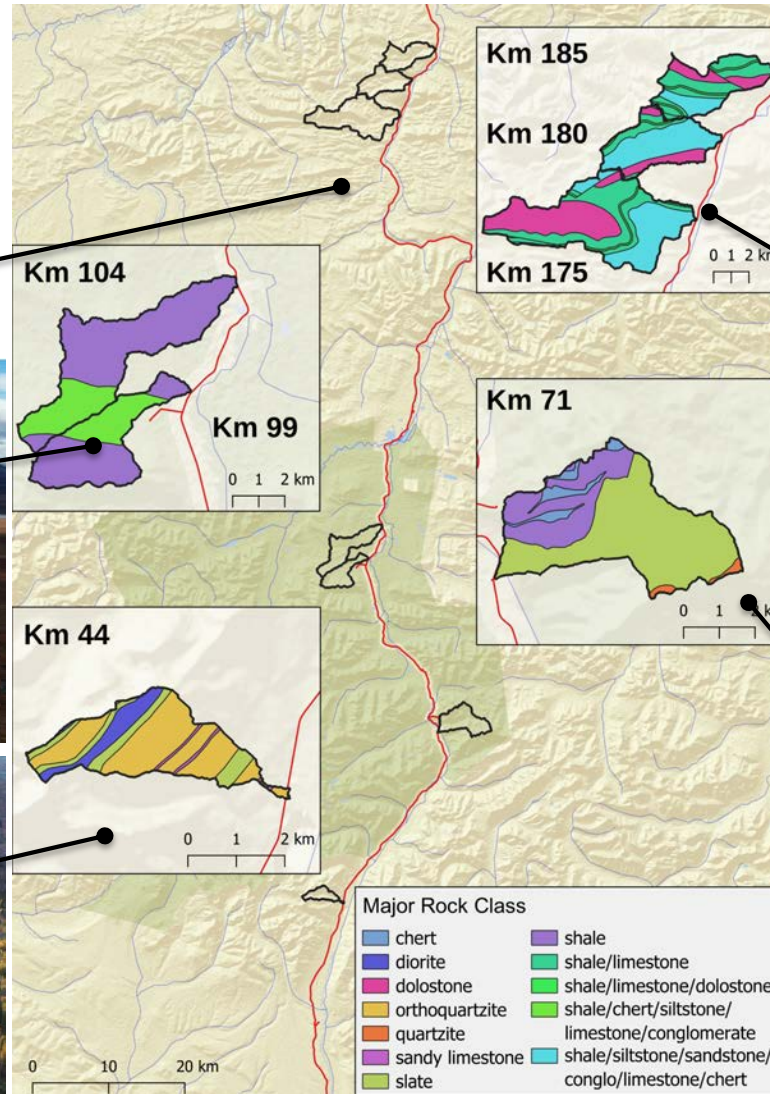 Km 185
Km 180
Km 175
0 1 2 km
Km 104
Km 99
0 1 2 km
Km 71
0 1 2 km
Km 44
0 1 2 km
0 10 20 km
Major Rock Class
chert
diorite
dolostone
orthoquartzite
quartzite
sandy limestone
slate
shale
shale/limestone
shale/limestone/dolostone
shale/chert/siltstone/
limestone/conglomerate
shale/siltstone/sandstone/
conglo/limestone/chert